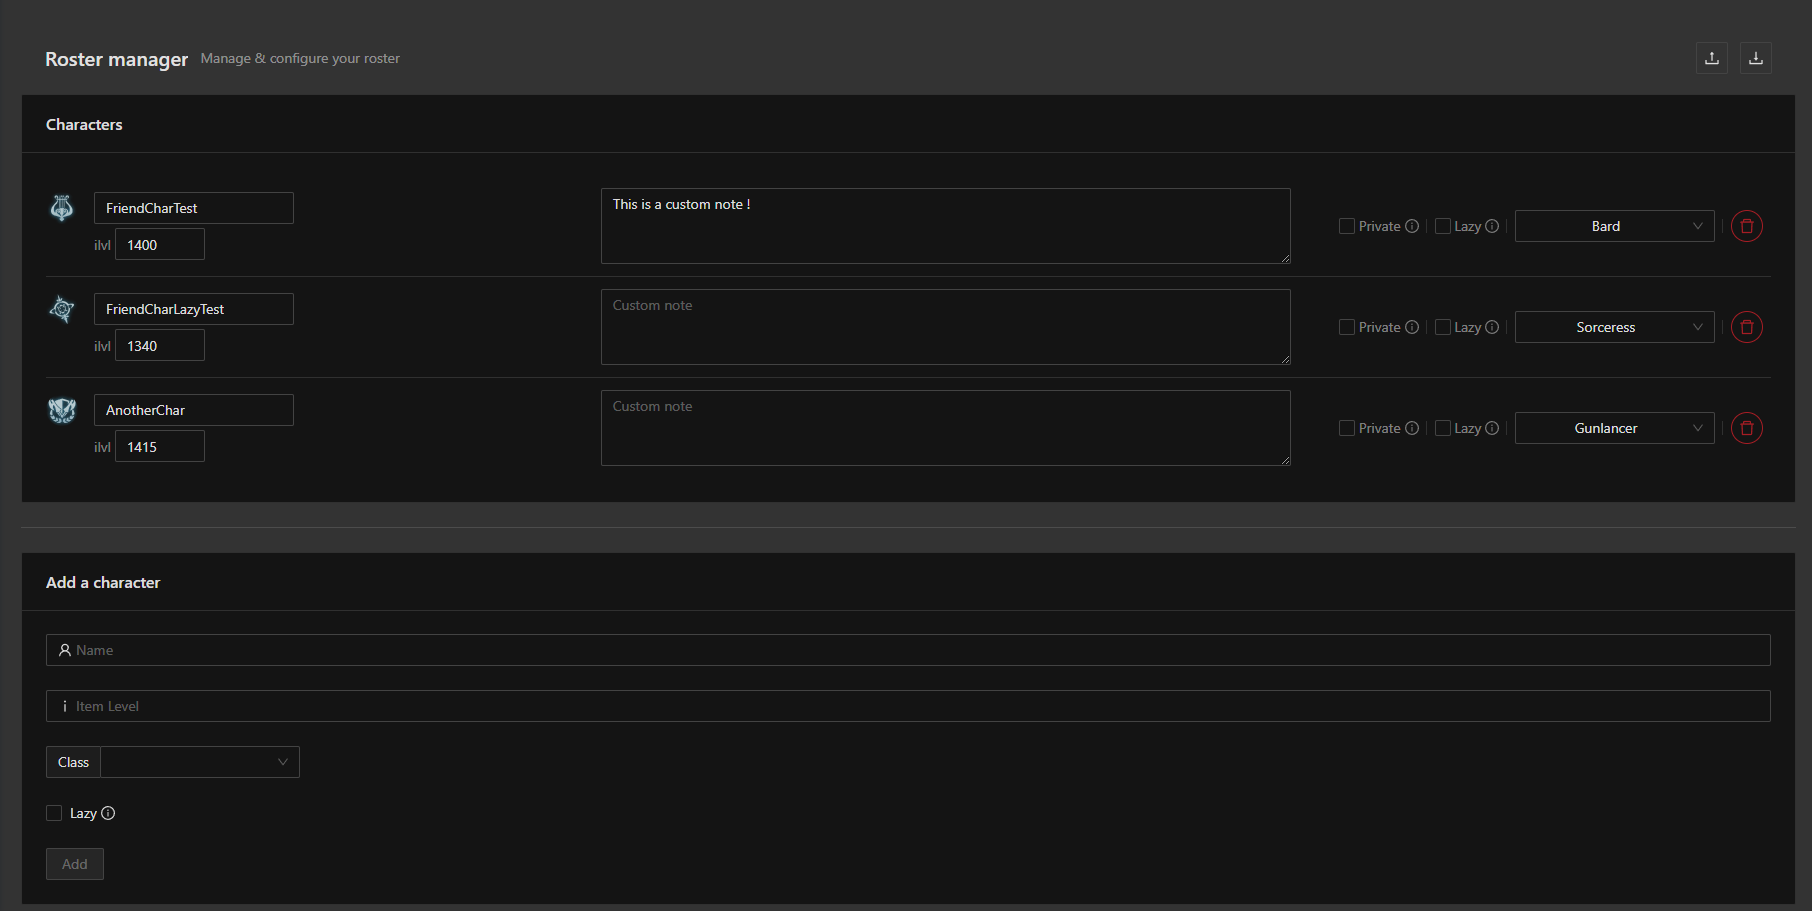 Roster manager Manage & configure your roster
Characters
FriendCharTest
This is a custom note !
Private Lazy Bard
ilvl 1400
FriendCharLazyTest
Custom note
Private Lazy Sorceress
ilvl 1340
AnotherChar
Custom note
Private Lazy Gunlancer
ilvl 1415
Add a character
Name
Item Level
Class
Lazy
Add